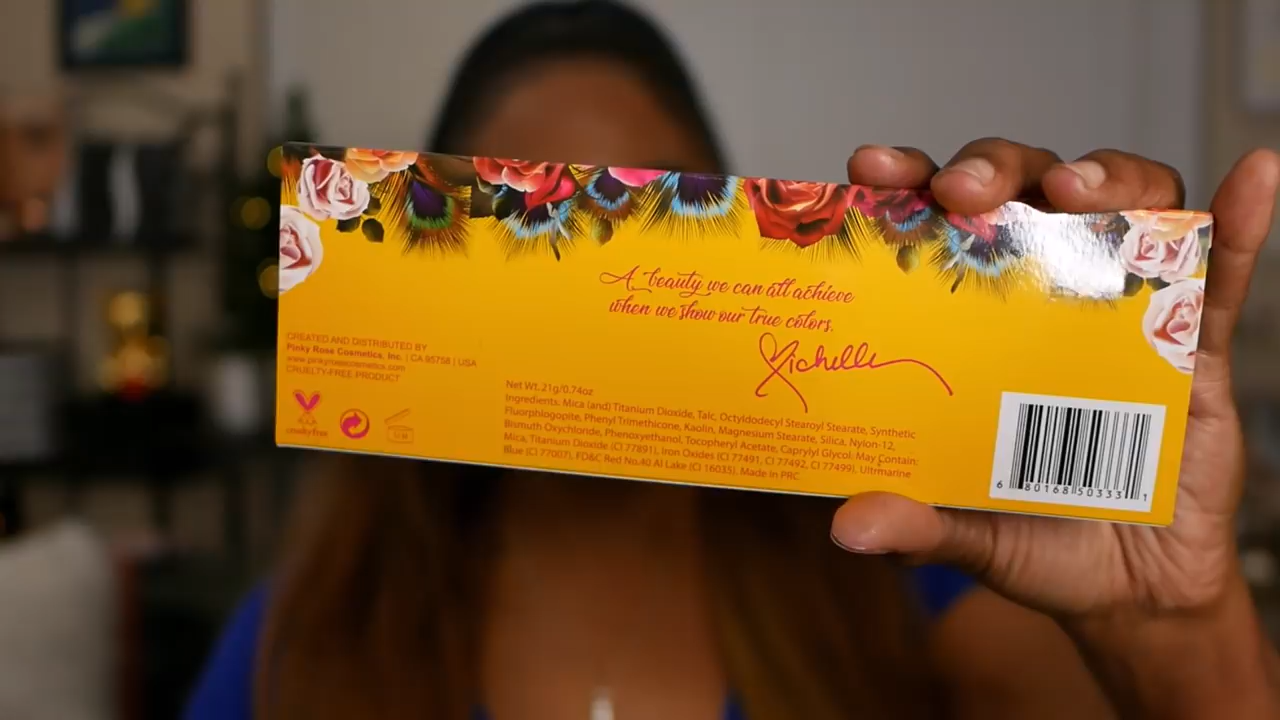 A beauty we can all achieve
when we show our true colors.
Michelle
CREATED AND DISTRIBUTED BY
Pinky Rose Cosmetics, Inc. | CA 95758 | USA
www.pinkyrosecosmetics.com
CRUELTY-FREE PRODUCT
cruelty free
Net Wt. 21g/0.74oz
Ingredients: Mica (and) Titanium Dioxide, Talc, Octyldodecyl Stearoyl Stearate, Synthetic
Fluorphlogopite, Phenyl Trimethicone, Kaolin, Magnesium Stearate, Silica, Nylon-12,
Bismuth Oxychloride, Phenoxyethanol, Tocopheryl Acetate, Caprylyl Glycol: May Contain:
Mica, Titanium Dioxide (CI 77891), Iron Oxides (CI 77491, CI 77492, CI 77499), Ultrmarine
Blue (CI 77007), FD&C Red No.40 Al Lake (CI 16035). Made in PRC
6 80168 50333 1